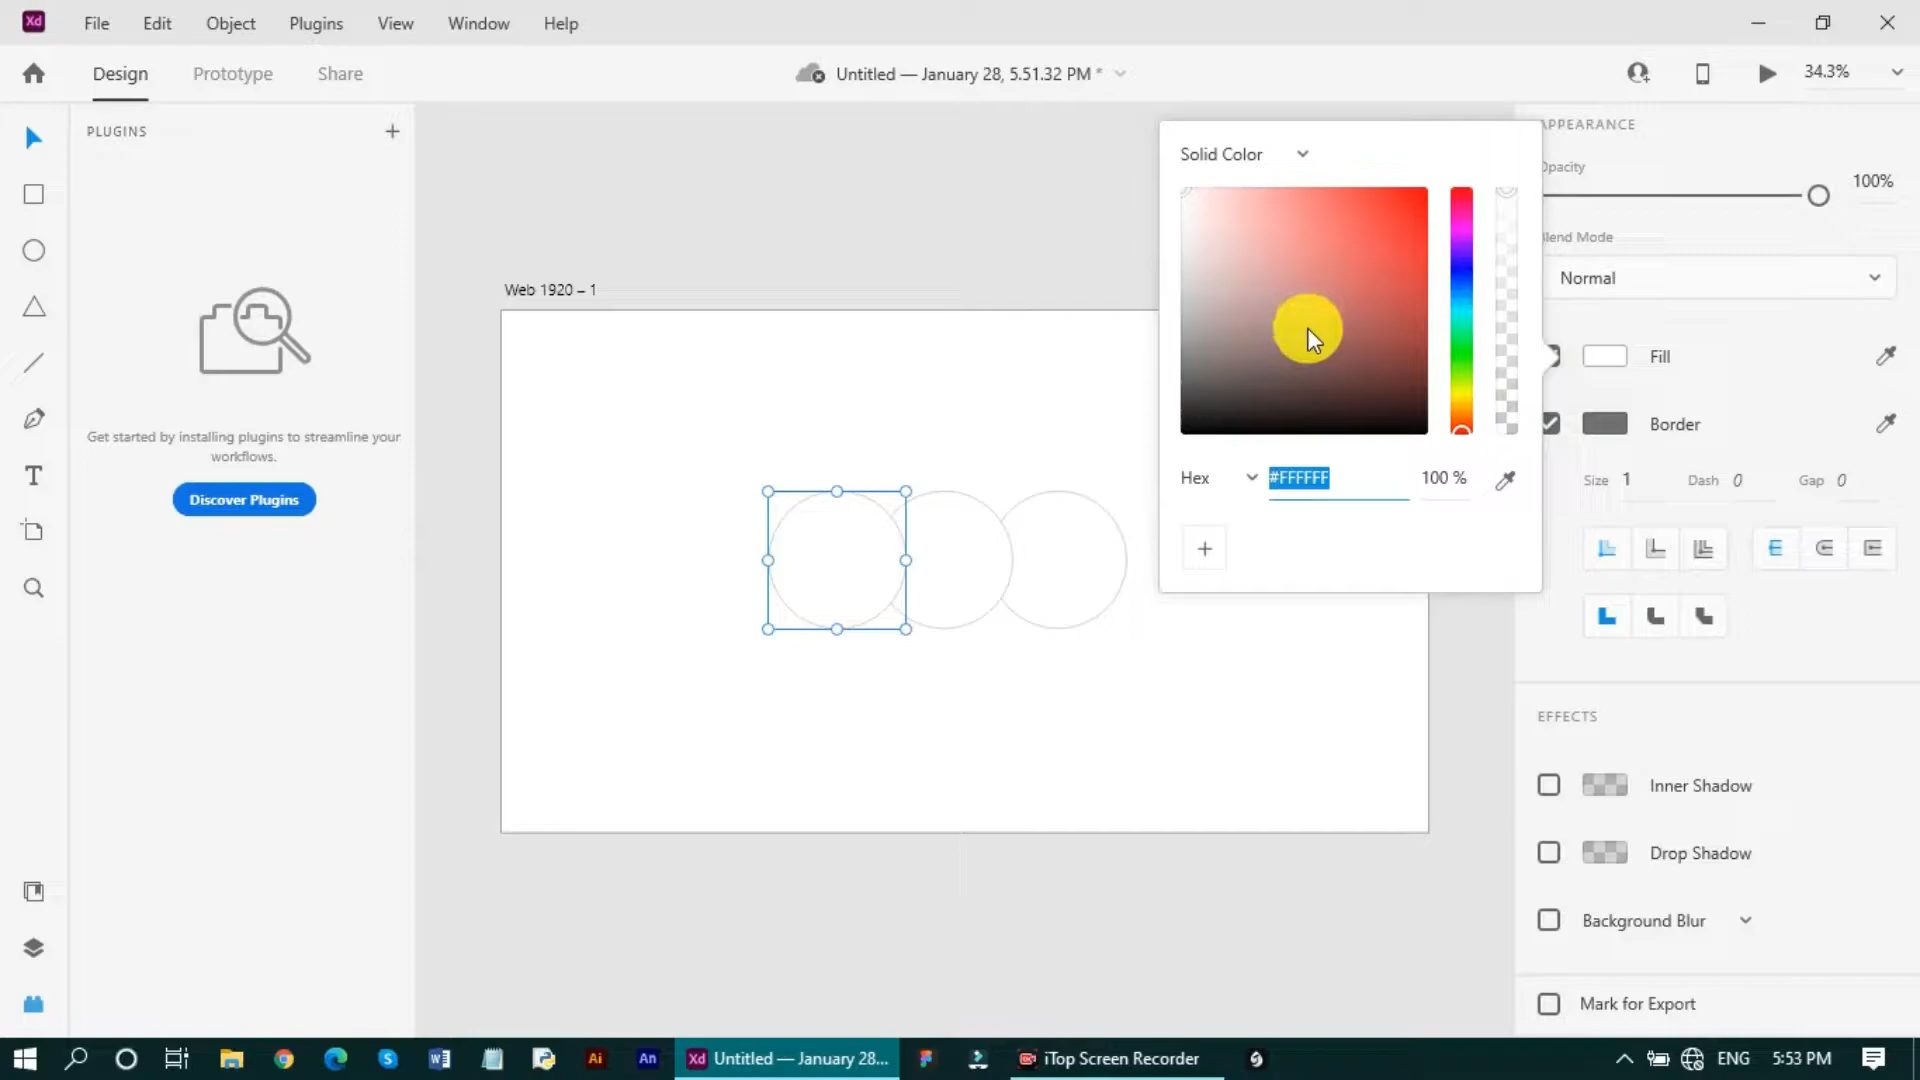 Xd File Edit Object Plugins View Window Help
Design Prototype Share Untitled — January 28, 5.51.32 PM * 34.3%
PLUGINS
Get started by installing plugins to streamline your
workflows.
Discover Plugins
Web 1920 – 1
Solid Color
Hex #FFFFFF 100 %
+
APPEARANCE
Opacity
100%
Blend Mode
Normal
Fill
Border
Size 1 Dash 0 Gap 0
EFFECTS
Inner Shadow
Drop Shadow
Background Blur
Mark for Export
Ai An Xd Untitled — January 28... iTop Screen Recorder ENG 5:53 PM